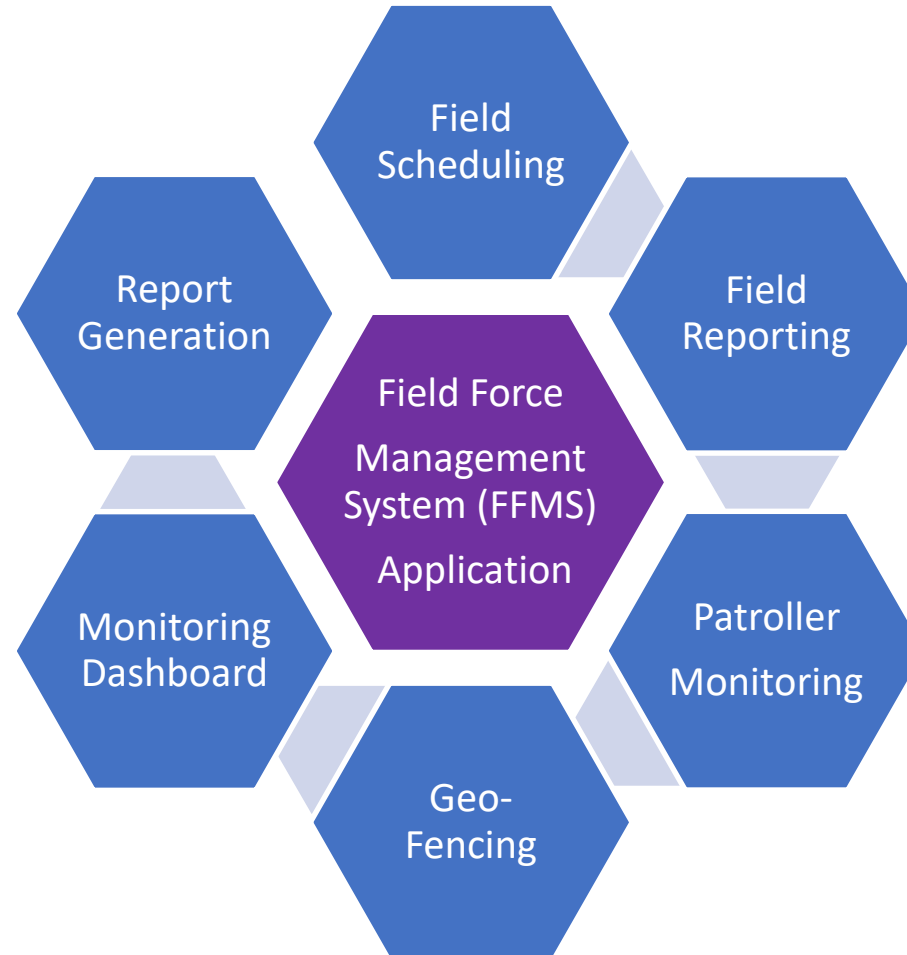 Field
Scheduling
Report
Generation
Field
Reporting
Field Force
Management
System (FFMS)
Application
Monitoring
Dashboard
Patroller
Monitoring
Geo-
Fencing